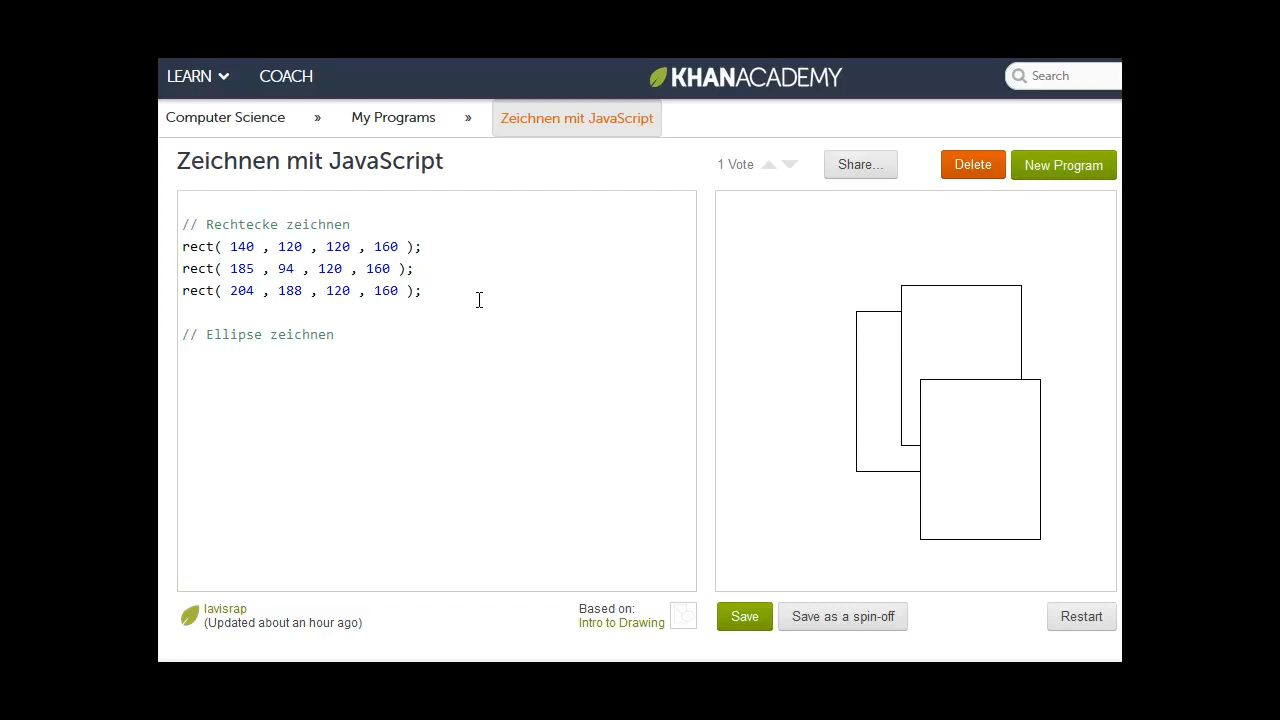 LEARN COACH KHANACADEMY Search
Computer Science » My Programs » Zeichnen mit JavaScript
Zeichnen mit JavaScript 1 Vote Share... Delete New Program
// Rechtecke zeichnen
rect( 140 , 120 , 120 , 160 );
rect( 185 , 94 , 120 , 160 );
rect( 204 , 188 , 120 , 160 );
// Ellipse zeichnen
lavisrap
(Updated about an hour ago)
Based on:
Intro to Drawing
Save Save as a spin-off Restart